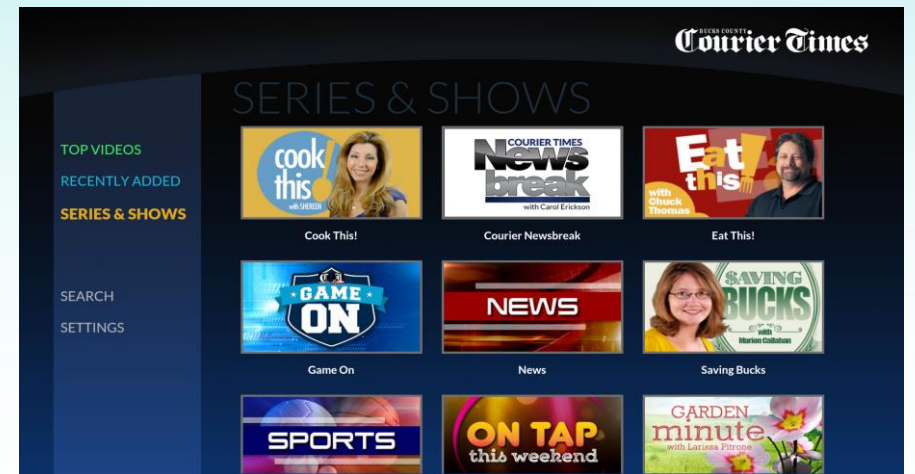 BUCKS COUNTY
Courier Times
SERIES & SHOWS
TOP VIDEOS
RECENTLY ADDED
SERIES & SHOWS
SEARCH
SETTINGS
cook
this!
with SHEREEN
Cook This!
COURIER TIMES
News
break
with Carol Erickson
Courier Newsbreak
Eat
this!
with
Chuck
Thomas
Eat This!
GAME
ON
Game On
NEWS
News
SAVING
BUCKS
with
Marion Callahan
Saving Bucks
SPORTS
ON TAP
this weekend
GARDEN
minute
with Larissa Pitrone